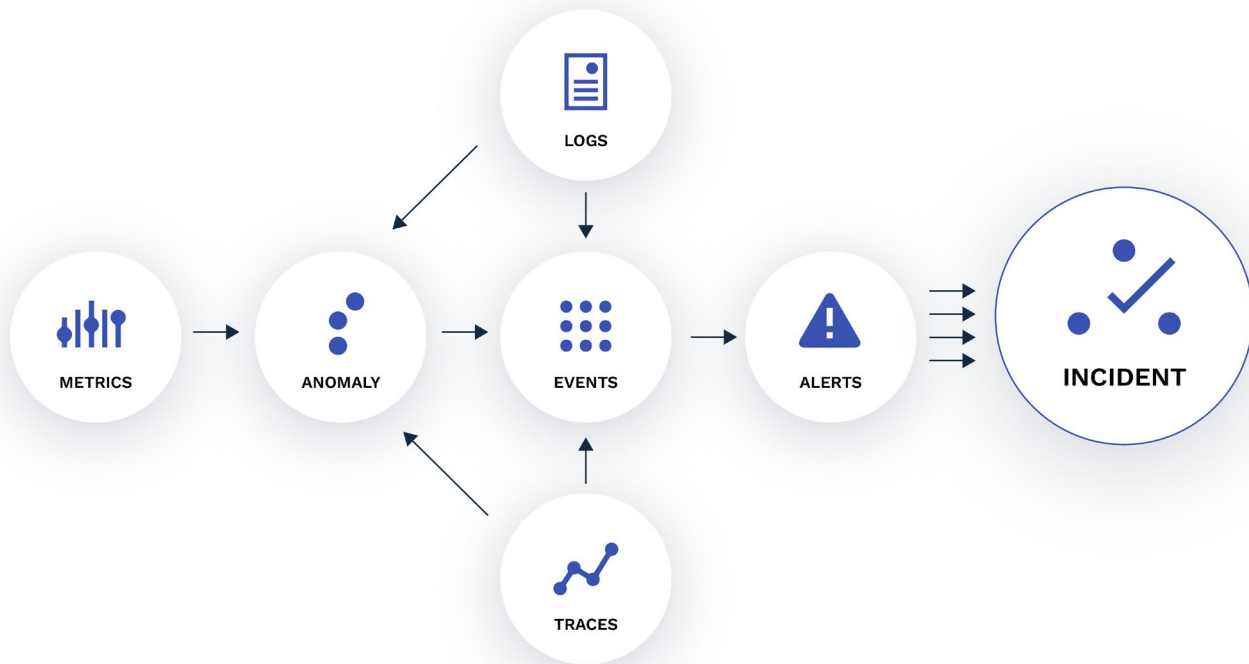 LOGS
METRICS
ANOMALY
EVENTS
ALERTS
INCIDENT
TRACES